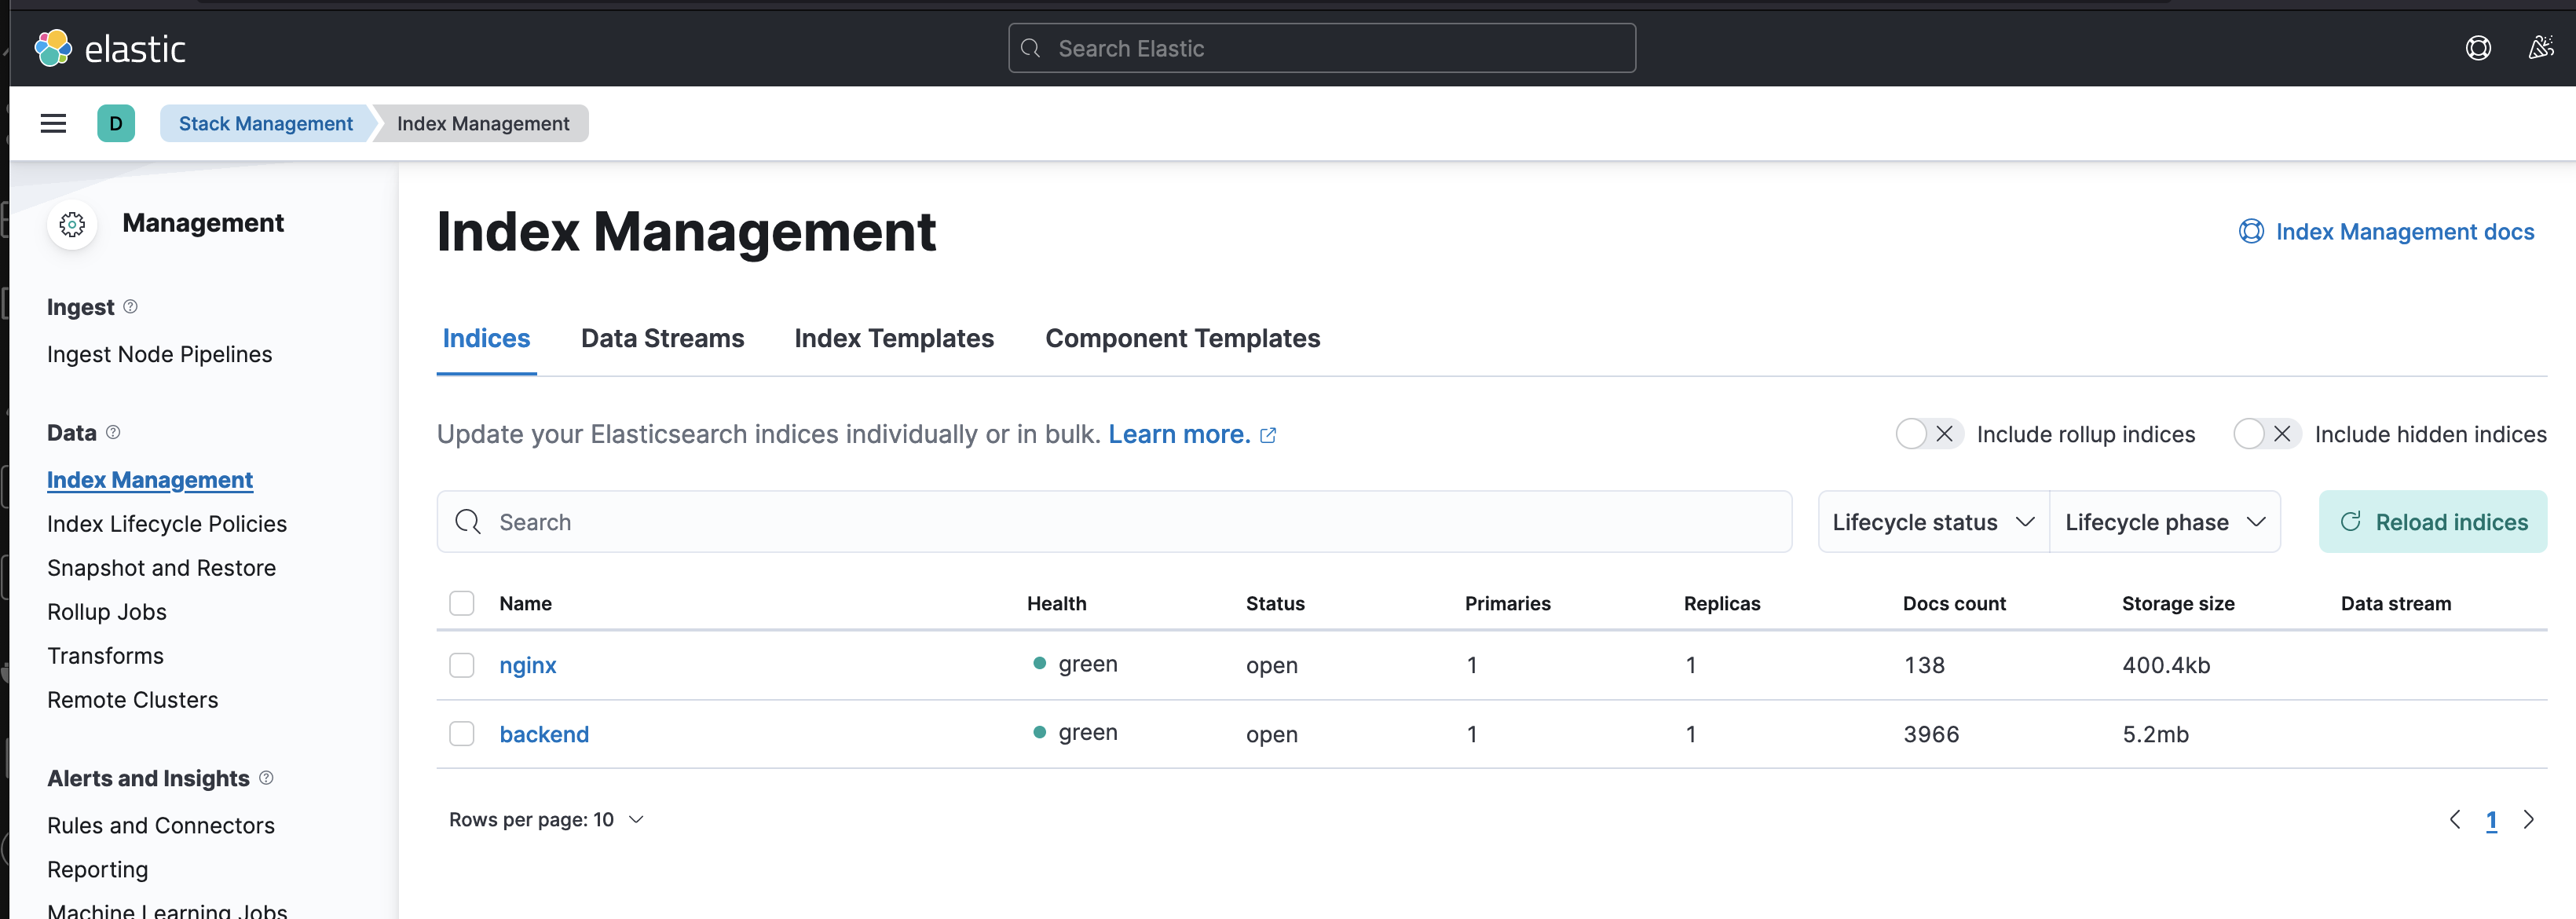 elastic
Search Elastic
D
Stack Management
Index Management
Management
Ingest
Ingest Node Pipelines
Data
Index Management
Index Lifecycle Policies
Snapshot and Restore
Rollup Jobs
Transforms
Remote Clusters
Alerts and Insights
Rules and Connectors
Reporting
Machine Learning Jobs
Index Management
Index Management docs
Indices Data Streams Index Templates Component Templates
Update your Elasticsearch indices individually or in bulk. Learn more.
Include rollup indices
Include hidden indices
Search
Lifecycle status
Lifecycle phase
Reload indices
Name Health Status Primaries Replicas Docs count Storage size Data stream
nginx green open 1 1 138 400.4kb
backend green open 1 1 3966 5.2mb
Rows per page: 10
1